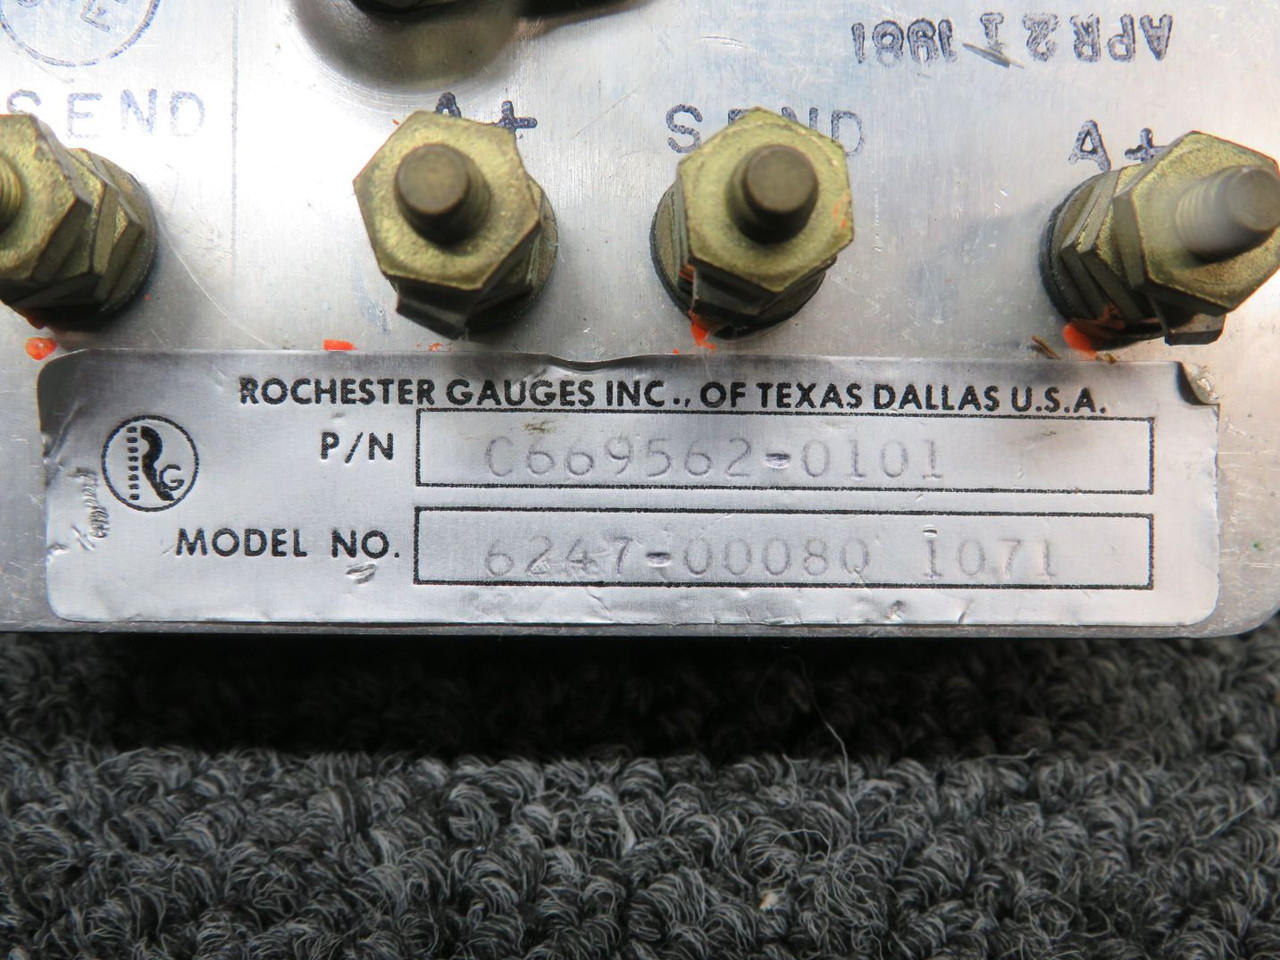 APR 21 1981
SEND A+ SEND A+
ROCHESTER GAUGES INC., OF TEXAS DALLAS U.S.A.
RG
P/N C669562-0101
MODEL NO. 6247-00080 1071